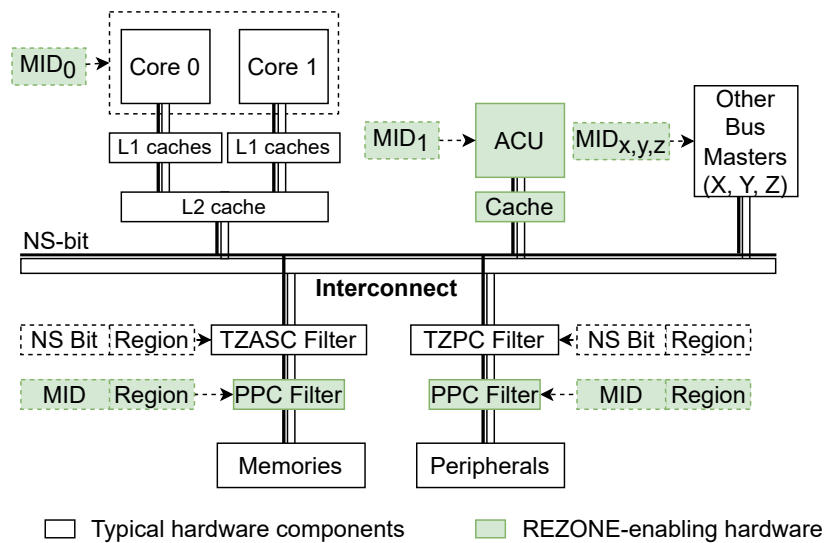 MID0
Core 0
Core 1
L1 caches
L1 caches
L2 cache
MID1
ACU
Cache
MIDx,y,z
Other
Bus
Masters
(X, Y, Z)
NS-bit
Interconnect
NS Bit Region
TZASC Filter
TZPC Filter
NS Bit Region
MID Region
PPC Filter
PPC Filter
MID Region
Memories
Peripherals
Typical hardware components
REZONE-enabling hardware